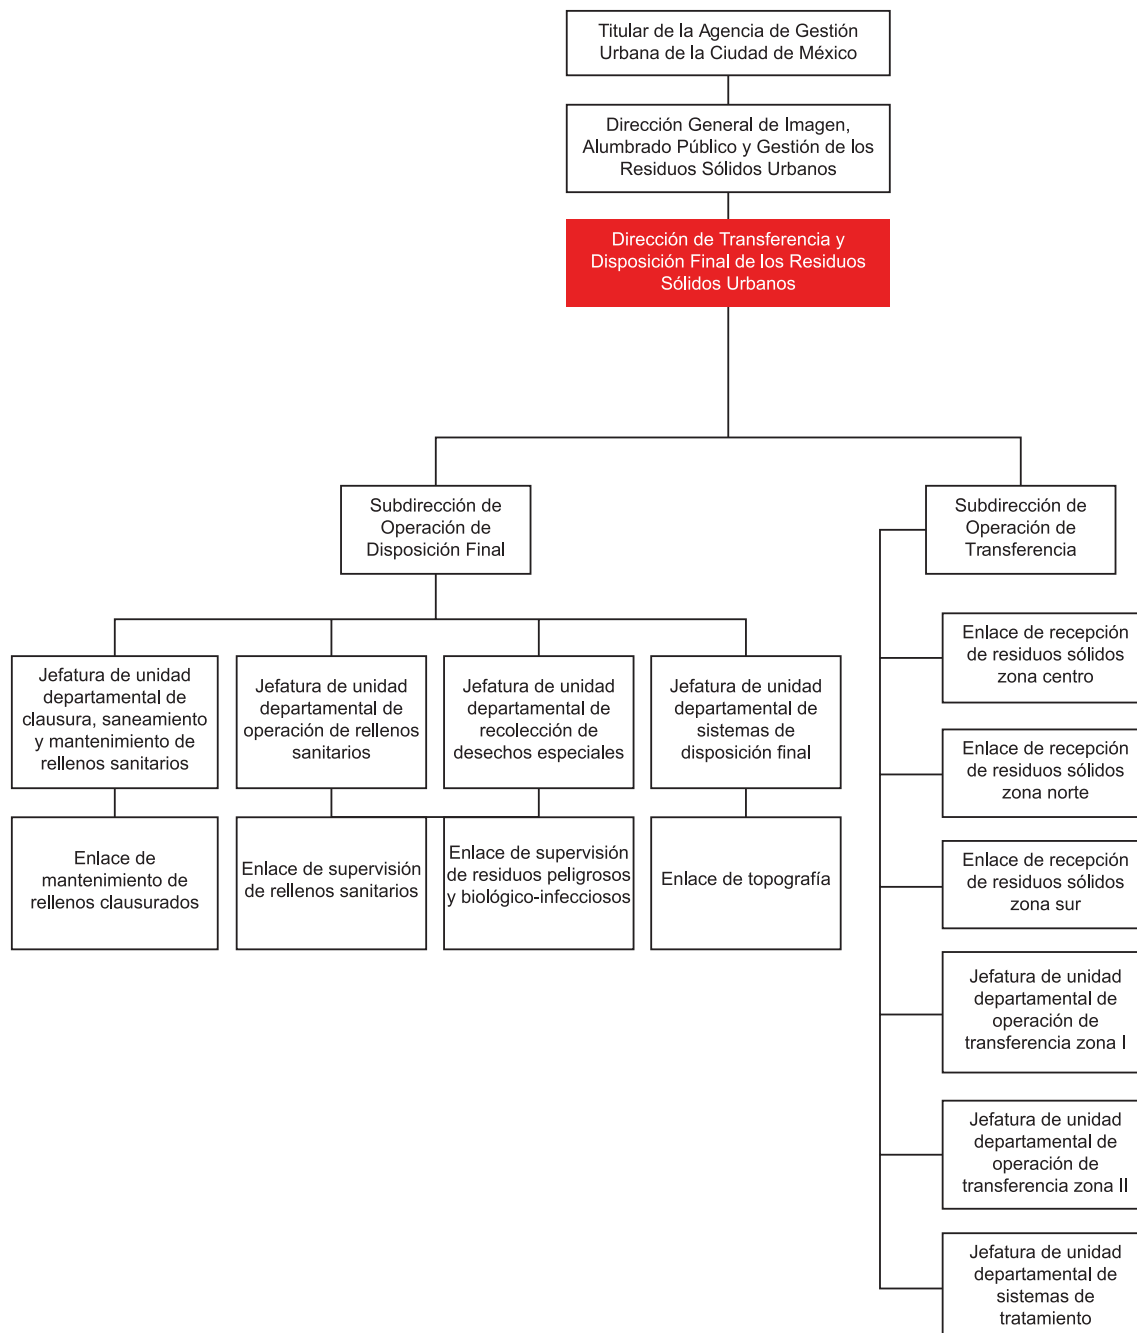 Titular de la Agencia de Gestión
Urbana de la Ciudad de México
Dirección General de Imagen,
Alumbrado Público y Gestión de los
Residuos Sólidos Urbanos
Dirección de Transferencia y
Disposición Final de los Residuos
Sólidos Urbanos
Subdirección de
Operación de
Disposición Final
Subdirección de
Operación de
Transferencia
Jefatura de unidad
departamental de
clausura, saneamiento
y mantenimiento de
rellenos sanitarios
Jefatura de unidad
departamental de
operación de rellenos
sanitarios
Jefatura de unidad
departamental de
recolección de
desechos especiales
Jefatura de unidad
departamental de
sistemas de
disposición final
Enlace de
mantenimiento de
rellenos clausurados
Enlace de supervisión
de rellenos sanitarios
Enlace de supervisión
de residuos peligrosos
y biológico-infecciosos
Enlace de topografía
Enlace de recepción
de residuos sólidos
zona centro
Enlace de recepción
de residuos sólidos
zona norte
Enlace de recepción
de residuos sólidos
zona sur
Jefatura de unidad
departamental de
operación de
transferencia zona I
Jefatura de unidad
departamental de
operación de
transferencia zona II
Jefatura de unidad
departamental de
sistemas de
tratamiento